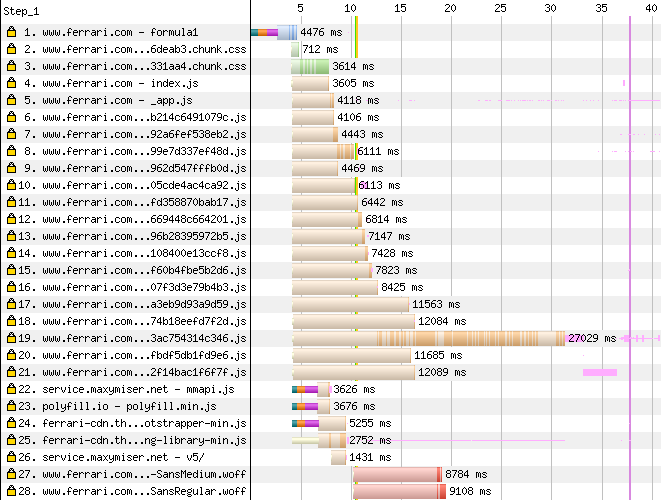 Step_1 5 10 15 20 25 30 35 40
1. www.ferrari.com - formula1 4476 ms
2. www.ferrari.com...6deab3.chunk.css 712 ms
3. www.ferrari.com...331aa4.chunk.css 3614 ms
4. www.ferrari.com - index.js 3605 ms
5. www.ferrari.com - _app.js 4118 ms
6. www.ferrari.com...b214c6491079c.js 4106 ms
7. www.ferrari.com...92a6fef538eb2.js 4443 ms
8. www.ferrari.com...99e7d337ef48d.js 6111 ms
9. www.ferrari.com...962d547fffb0d.js 4469 ms
10. www.ferrari.com...05cde4ac4ca92.js 6113 ms
11. www.ferrari.com...fd358870bab17.js 6442 ms
12. www.ferrari.com...669448c664201.js 6814 ms
13. www.ferrari.com...96b28395972b5.js 7147 ms
14. www.ferrari.com...108400e13ccf8.js 7428 ms
15. www.ferrari.com...f60b4fbe5b2d6.js 7823 ms
16. www.ferrari.com...07f3d3e79b4b3.js 8425 ms
17. www.ferrari.com...a3eb9d93a9d59.js 11563 ms
18. www.ferrari.com...74b18eefd7f2d.js 12084 ms
19. www.ferrari.com...3ac754314c346.js 27029 ms
20. www.ferrari.com...fbdf5db1fd9e6.js 11685 ms
21. www.ferrari.com...2f14bac1f6f7f.js 12089 ms
22. service.maxymiser.net - mmapi.js 3626 ms
23. polyfill.io - polyfill.min.js 3676 ms
24. ferrari-cdn.th...otstrapper-min.js 5255 ms
25. ferrari-cdn.th...ng-library-min.js 2752 ms
26. service.maxymiser.net - v5/ 1431 ms
27. www.ferrari.com...-SansMedium.woff 8784 ms
28. www.ferrari.com...SansRegular.woff 9108 ms